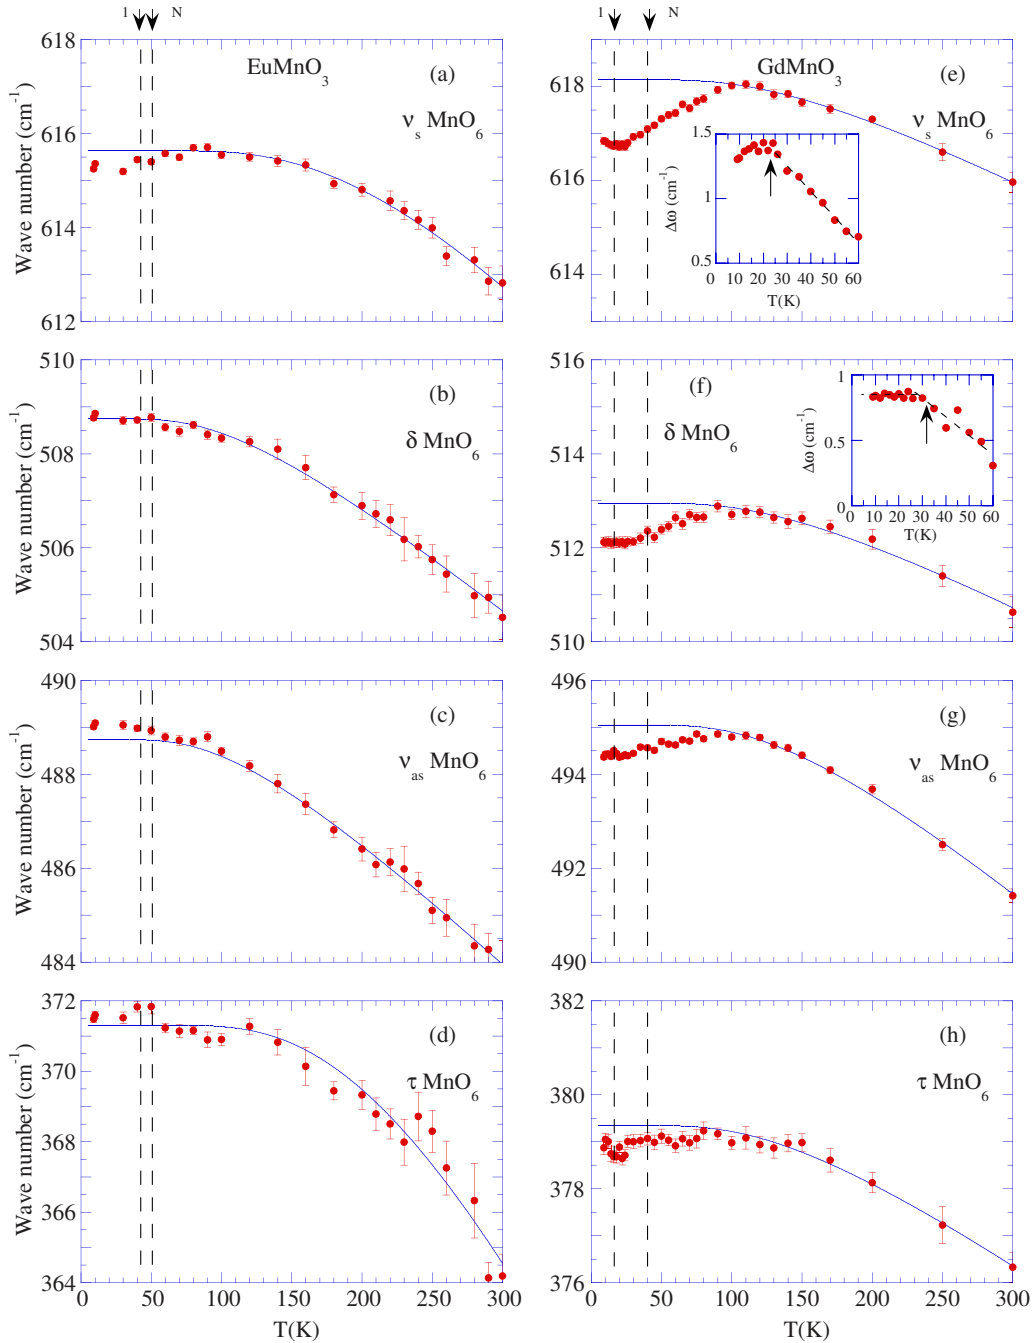 1 N
1 N
618
616
614
612
Wave number (cm-1)
EuMnO3
(a)
νs MnO6
618
616
614
GdMnO3
(e)
νs MnO6
1.5
1
0.5
Δω (cm-1)
0 10 20 30 40 50 60
T(K)
510
508
506
504
Wave number (cm-1)
(b)
δ MnO6
516
514
512
510
(f)
δ MnO6
1
0.5
0
Δω (cm-1)
0 10 20 30 40 50 60
T(K)
490
488
486
484
Wave number (cm-1)
(c)
νas MnO6
496
494
492
490
(g)
νas MnO6
372
370
368
366
364
Wave number (cm-1)
(d)
τ MnO6
0 50 100 150 200 250 300
T(K)
382
380
378
376
(h)
τ MnO6
0 50 100 150 200 250 300
T(K)